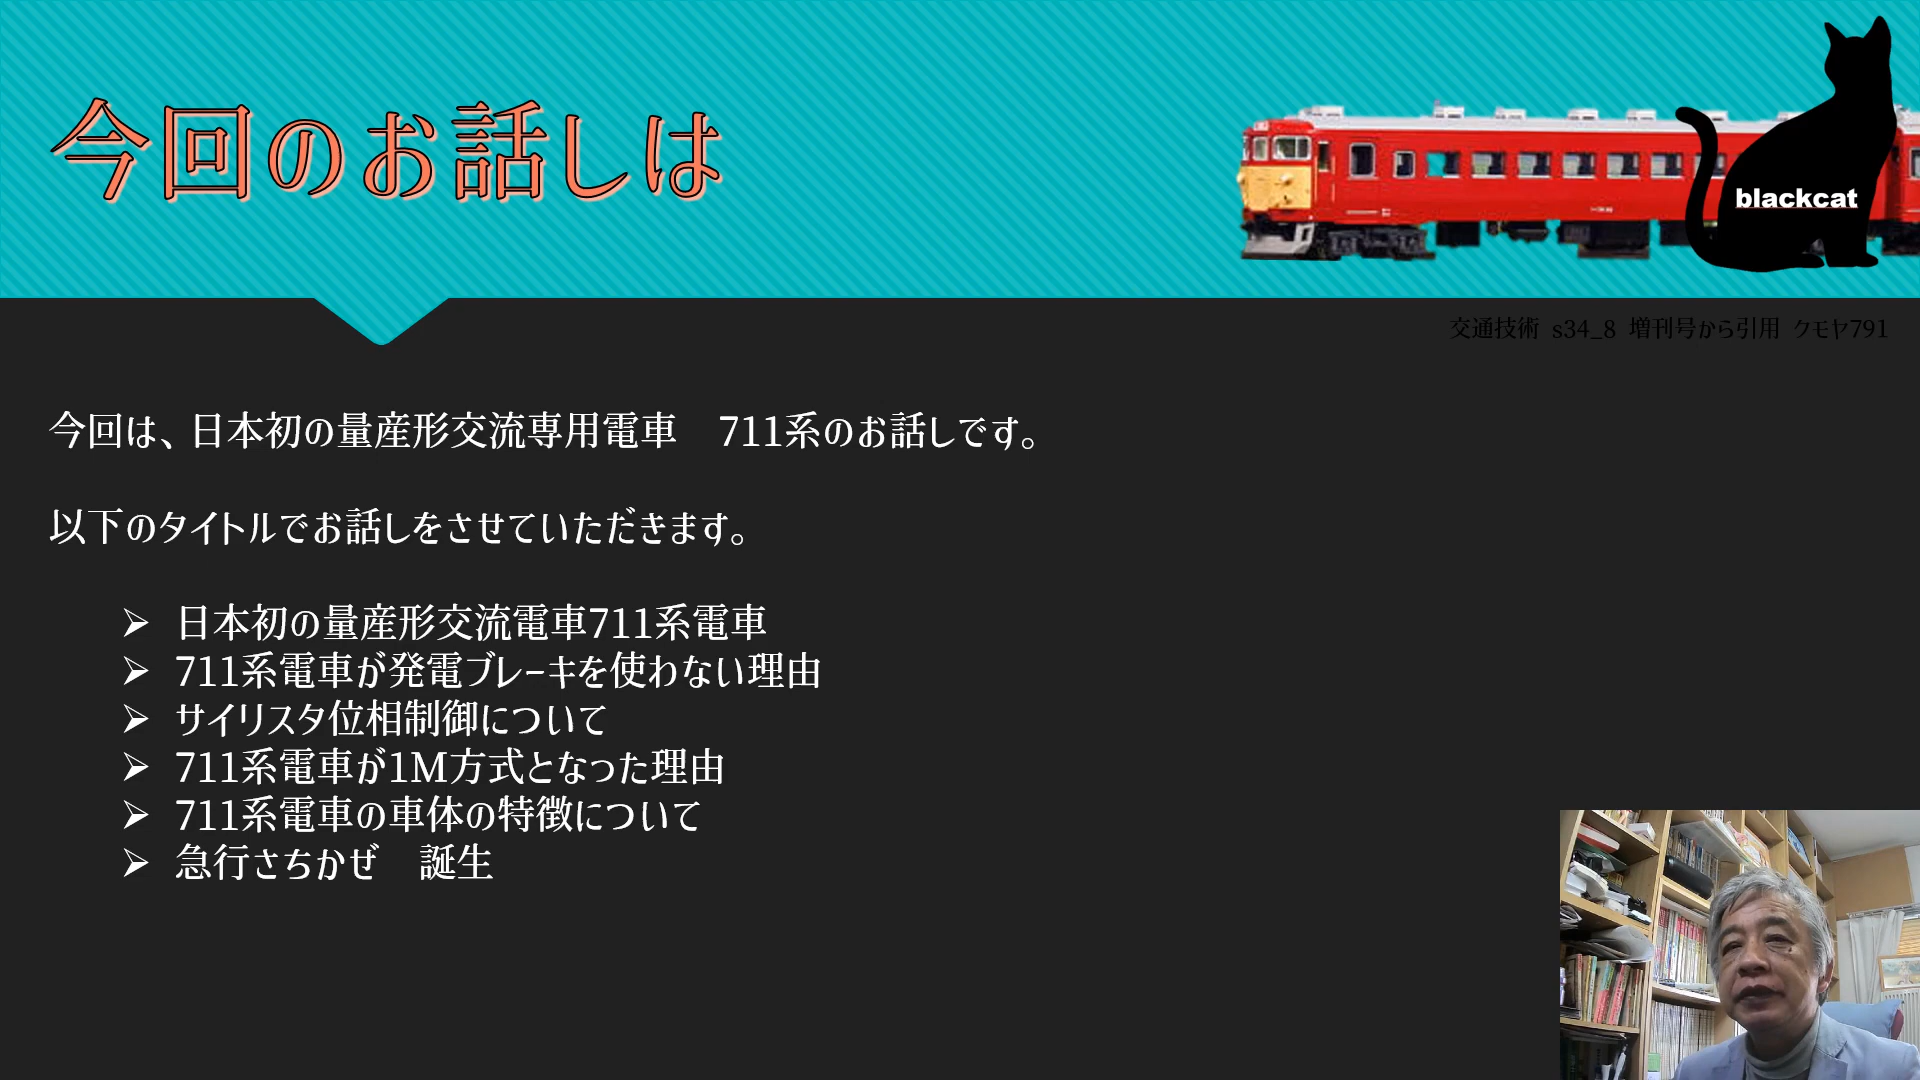 今回のお話しは
blackcat
交通技術 s34_8 増刊号から引用 クモヤ791
今回は、日本初の量産形交流専用電車　711系のお話しです。
以下のタイトルでお話しをさせていただきます。
➢ 日本初の量産形交流電車711系電車
➢ 711系電車が発電ブレーキを使わない理由
➢ サイリスタ位相制御について
➢ 711系電車が1M方式となった理由
➢ 711系電車の車体の特徴について
➢ 急行さちかぜ　誕生